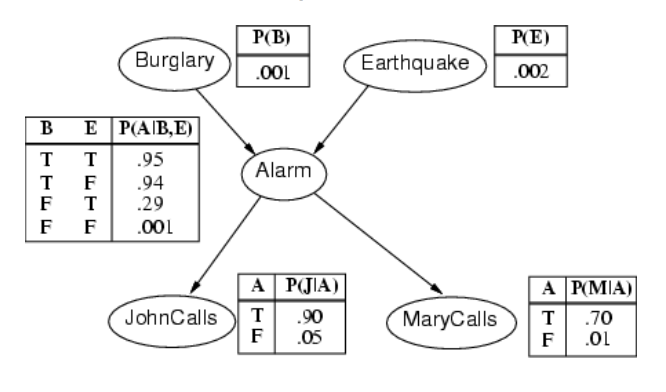 P(B)
.001
P(E)
.002
Burglary
Earthquake
B E P(A|B,E)
T T .95
T F .94
F T .29
F F .001
Alarm
A P(J|A)
T .90
F .05
JohnCalls
A P(M|A)
T .70
F .01
MaryCalls